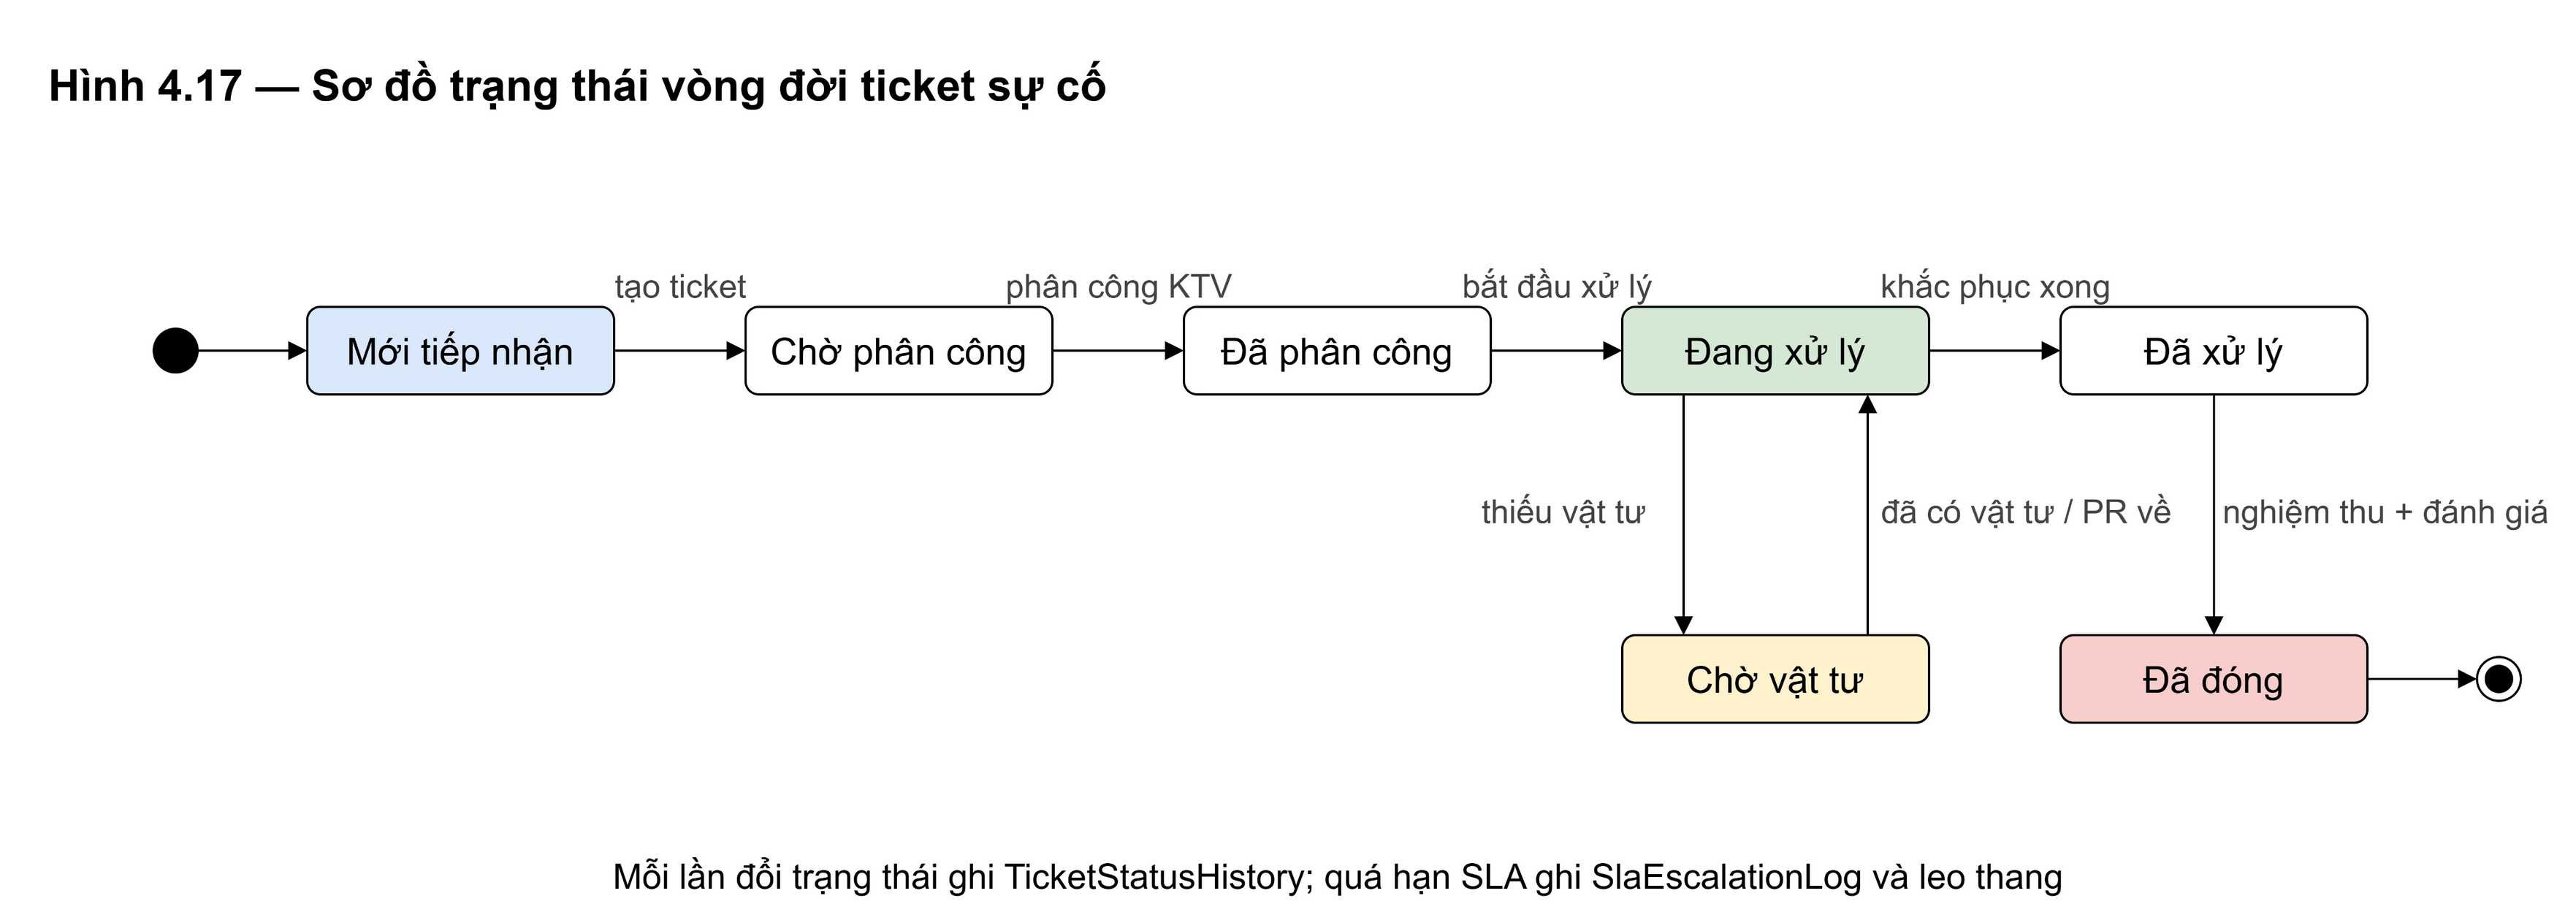 Hình 4.17 — Sơ đồ trạng thái vòng đời ticket sự cố
tạo ticket
phân công KTV
bắt đầu xử lý
khắc phục xong
Mới tiếp nhận
Chờ phân công
Đã phân công
Đang xử lý
Đã xử lý
thiếu vật tư
đã có vật tư / PR về
nghiệm thu + đánh giá
Chờ vật tư
Đã đóng
Mỗi lần đổi trạng thái ghi TicketStatusHistory; quá hạn SLA ghi SlaEscalationLog và leo thang